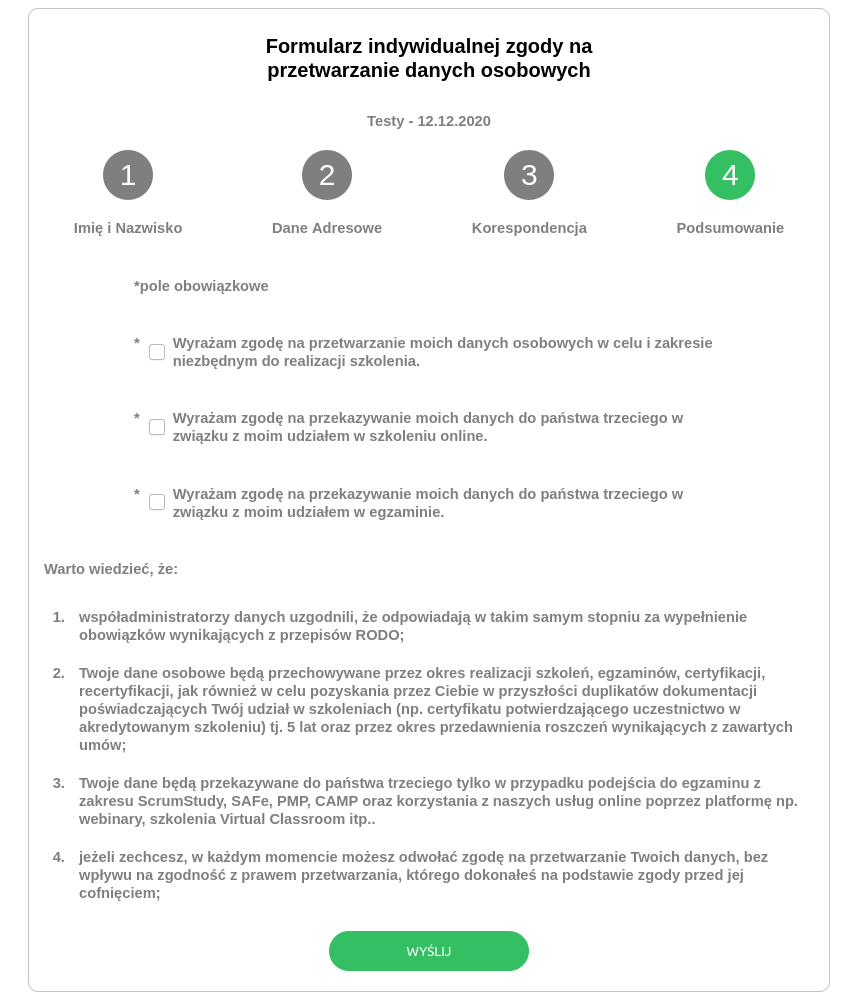 Formularz indywidualnej zgody na
przetwarzanie danych osobowych
Testy - 12.12.2020
1 2 3 4
Imię i Nazwisko Dane Adresowe Korespondencja Podsumowanie
*pole obowiązkowe
* Wyrażam zgodę na przetwarzanie moich danych osobowych w celu i zakresie
niezbędnym do realizacji szkolenia.
* Wyrażam zgodę na przekazywanie moich danych do państwa trzeciego w
związku z moim udziałem w szkoleniu online.
* Wyrażam zgodę na przekazywanie moich danych do państwa trzeciego w
związku z moim udziałem w egzaminie.
Warto wiedzieć, że:
1. współadministratorzy danych uzgodnili, że odpowiadają w takim samym stopniu za wypełnienie
obowiązków wynikających z przepisów RODO;
2. Twoje dane osobowe będą przechowywane przez okres realizacji szkoleń, egzaminów, certyfikacji,
recertyfikacji, jak również w celu pozyskania przez Ciebie w przyszłości duplikatów dokumentacji
poświadczających Twój udział w szkoleniach (np. certyfikatu potwierdzającego uczestnictwo w
akredytowanym szkoleniu) tj. 5 lat oraz przez okres przedawnienia roszczeń wynikających z zawartych
umów;
3. Twoje dane będą przekazywane do państwa trzeciego tylko w przypadku podejścia do egzaminu z
zakresu ScrumStudy, SAFe, PMP, CAMP oraz korzystania z naszych usług online poprzez platformę np.
webinary, szkolenia Virtual Classroom itp..
4. jeżeli zechcesz, w każdym momencie możesz odwołać zgodę na przetwarzanie Twoich danych, bez
wpływu na zgodność z prawem przetwarzania, którego dokonałeś na podstawie zgody przed jej
cofnięciem;
WYŚLIJ